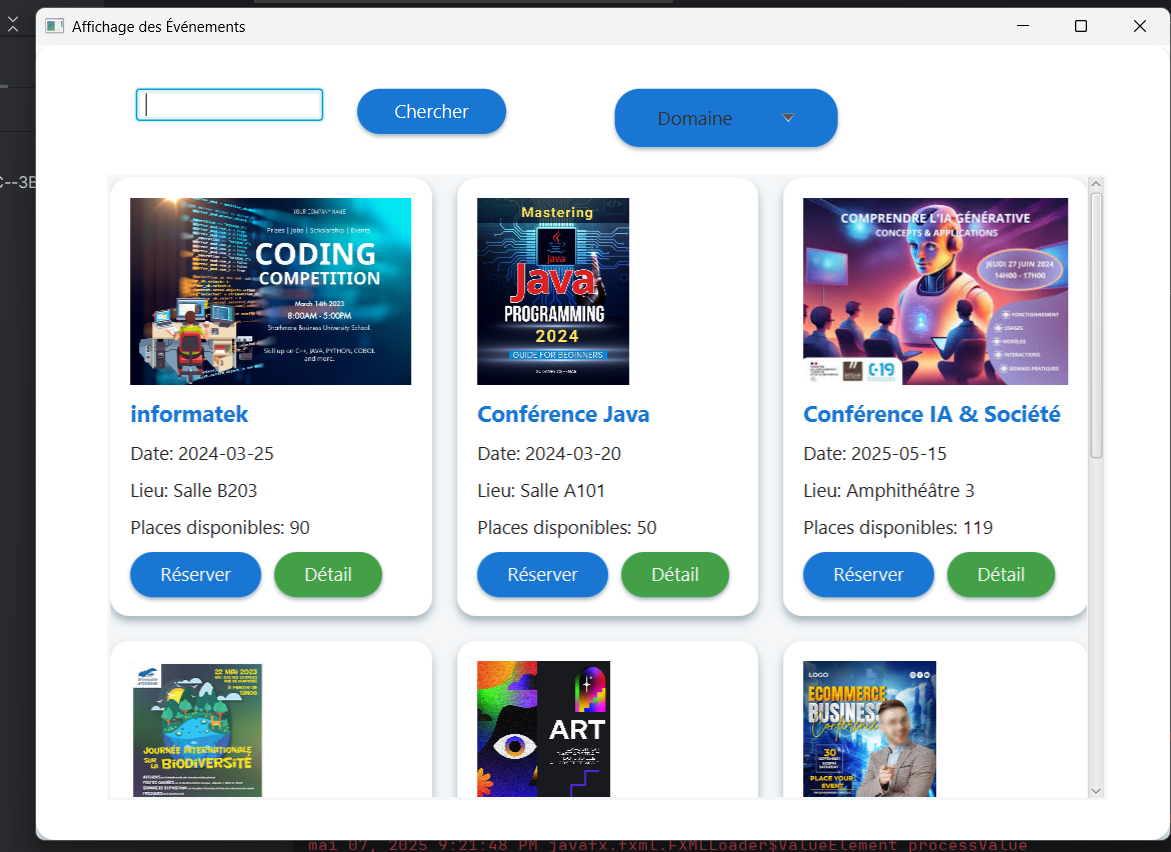 Affichage des Événements
Chercher
Domaine
YOUR COMPANY NAME
Prizes | Jobs | Scholarship | Events
CODING
COMPETITION
March 14th 2023
8:00AM - 5:00PM
Strathmore Business University School.
Skill up on C++, JAVA, PYTHON, COBOL
and more.
Mastering
Java
Java
PROGRAMMING
2024
GUIDE FOR BEGINNERS
COMPRENDRE L'IA GÉNÉRATIVE
CONCEPTS & APPLICATIONS
JEUDI 27 JUIN 2024
14H00 - 17H00
FONCTIONNEMENT
USAGES
MODÈLES
INTERACTIONS
BONNES PRATIQUES
informatek
Conférence Java
Conférence IA & Société
Date: 2024-03-25
Date: 2024-03-20
Date: 2025-05-15
Lieu: Salle B203
Lieu: Salle A101
Lieu: Amphithéâtre 3
Places disponibles: 90
Places disponibles: 50
Places disponibles: 119
Réserver
Détail
Réserver
Détail
Réserver
Détail
22 MAI 2023
JOURNÉE INTERNATIONALE
SUR LA BIODIVERSITÉ
ART
LOGO
ECOMMERCE
BUSINESS
Conference
30
PLACE YOUR
EVENT
mai 07, 2025 9:21:48 PM javafx.fxml.FXMLLoader$ValueElement processValue